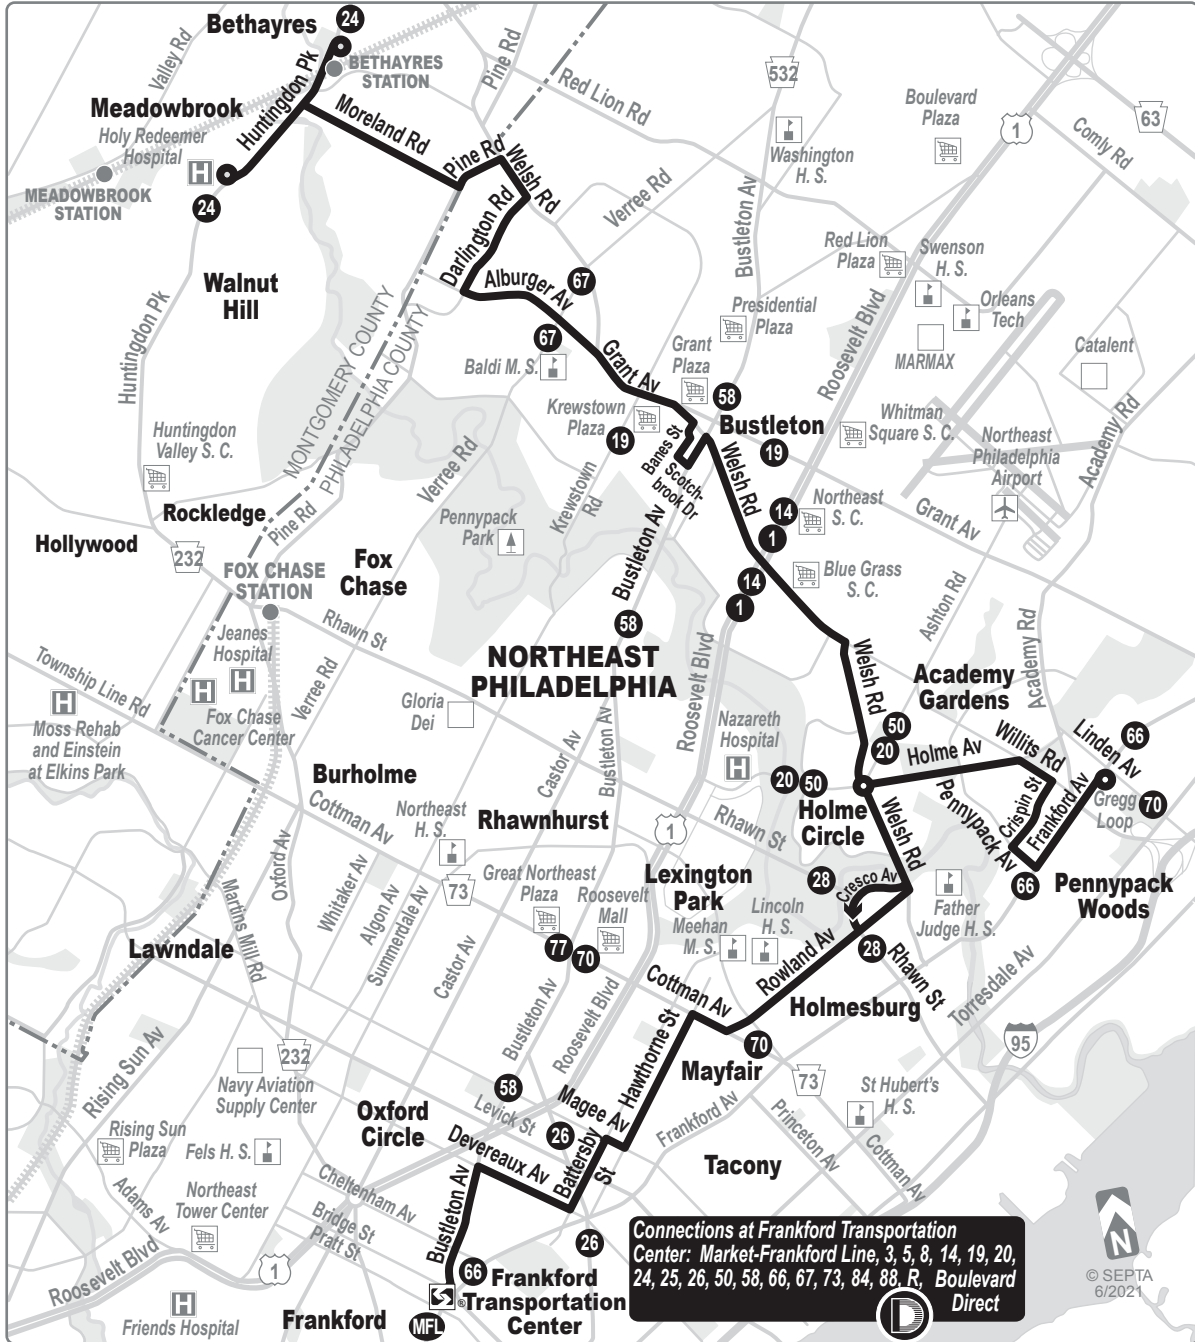 Bethayres
24
BETHAYRES
STATION
Valley Rd
Huntingdon Pk
Pine Rd
Red Lion Rd
532
Boulevard
Plaza
1
63
Comly Rd
Meadowbrook
Holy Redeemer
Hospital
H
MEADOWBROOK
STATION
24
Moreland Rd
Pine Rd
Welsh Rd
Darlington Rd
Verree Rd
Bustleton Av
Washington
H. S.
Red Lion
Plaza
Swenson
H. S.
Orleans
Tech
MARMAX
Catalent
Walnut
Hill
Huntingdon Pk
MONTGOMERY COUNTY
PHILADELPHIA COUNTY
Alburger Av
67
67
Baldi M. S.
Grant Av
Presidential
Plaza
Grant
Plaza
58
Roosevelt Blvd
Krewstown
Plaza
19
Bustleton
19
Whitman
Square S. C.
Northeast
Philadelphia
Airport
Academy Rd
Huntingdon
Valley S. C.
Verree Rd
Krewstown
Rd
Banes St
Scotch-
brook Dr
Welsh Rd
14
1
Northeast
S. C.
Grant Av
Rockledge
Pine Rd
Pennypack
Park
Bustleton Av
Hollywood
232
FOX CHASE
STATION
Fox
Chase
14
1
Blue Grass
S. C.
Ashton Rd
Academy Rd
58
Rhawn St
Jeanes
Hospital
H
H
Fox Chase
Cancer Center
Township Line Rd
H
Moss Rehab
and Einstein
at Elkins Park
Verree Rd
Gloria
Dei
NORTHEAST
PHILADELPHIA
Roosevelt Blvd
Welsh Rd
Academy
Gardens
Nazareth
Hospital
H
50
20
Holme Av
Willits Rd
Linden Av
66
Burholme
Castor Av
Bustleton Av
20
50
Holme
Circle
Pennypack Av
Crispin St
Frankford Av
Gregg
Loop
70
Cottman Av
Northeast
H. S.
Rhawnhurst
1
Rhawn St
Welsh Rd
66
Pennypack
Woods
Oxford Av
Whitaker Av
Algon Av
Summerdale Av
73
Great Northeast
Plaza
Roosevelt
Mall
Lexington
Park
28
Cresco Av
Meehan
M. S.
Lincoln
H. S.
Father
Judge H. S.
Lawndale
Martins Mill Rd
Castor Av
77
70
Rowland Av
28
Rhawn St
Cottman Av
Holmesburg
Torresdale Av
95
Bustleton Av
Roosevelt Blvd
Hawthorne St
70
Mayfair
73
Rising Sun Av
232
Navy Aviation
Supply Center
58
Levick St
Magee Av
St Hubert's
H. S.
Oxford
Circle
26
Frankford Av
Princeton Av
Cottman Av
Rising Sun
Plaza
Fels H. S.
Devereaux Av
Battersby
St
Tacony
Adams Av
Northeast
Tower Center
Cheltenham Av
Bridge St
Pratt St
Bustleton Av
26
Roosevelt Blvd
1
66
Frankford
Transportation
Center
H
Friends Hospital
Frankford
MFL
Connections at Frankford Transportation
Center: Market-Frankford Line, 3, 5, 8, 14, 19, 20,
24, 25, 26, 50, 58, 66, 67, 73, 84, 88, R, Boulevard
Direct
D
N
© SEPTA
6/2021